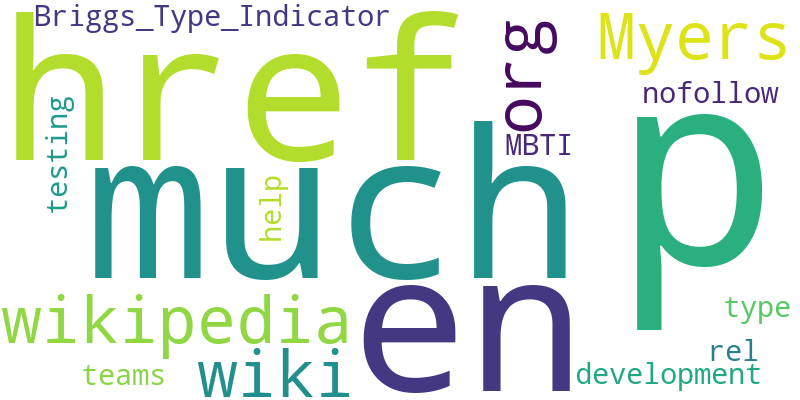 Briggs_Type_Indicator
href
org
Myers
nofollow
testing
MBTI
much
help
p
wikipedia
en
type
teams
wiki
rel
development